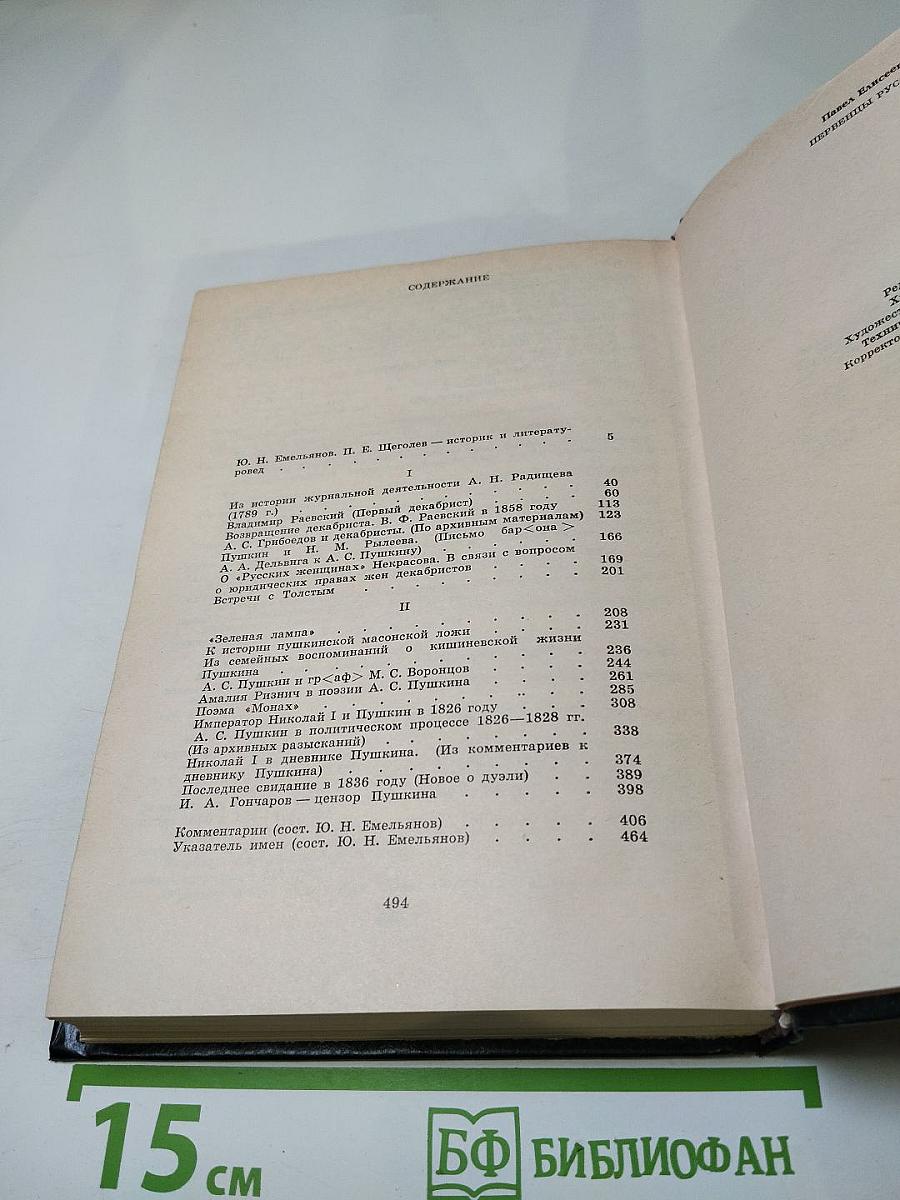 СОДЕРЖАНИЕ
Ю. Н. Емельянов. П. Е. Щеголев — историк и литерату-
ровед . . . . . . . . . . . . 5
I
Из истории журнальной деятельности А. Н. Радищева
(1789 г.) . . . . . . . . . . . 40
Владимир Раевский (Первый декабрист) . . . . 60
Возвращение декабриста. В. Ф. Раевский в 1858 году 113
А. С. Грибоедов и декабристы. (По архивным материалам) 123
Пушкин и Н. М. Рылеева. (Письмо бар<она>
А. А. Дельвига к А. С. Пушкину) . . . . . . 166
О «Русских женщинах» Некрасова. В связи с вопросом
о юридических правах жен декабристов . . . . 169
Встречи с Толстым . . . . . . . . . 201
II
«Зеленая лампа» . . . . . . . . . . 208
К истории пушкинской масонской ложи . . . . 231
Из семейных воспоминаний о кишиневской жизни
Пушкина . . . . . . . . . . . . 236
А. С. Пушкин и гр<аф> М. С. Воронцов . . . . 244
Амалия Ризнич в поэзии А. С. Пушкина . . . . 261
Поэма «Монах» . . . . . . . . . . 285
Император Николай I и Пушкин в 1826 году . . . 308
А. С. Пушкин в политическом процессе 1826—1828 гг.
(Из архивных разысканий) . . . . . . . . 338
Николай I в дневнике Пушкина. (Из комментариев к
дневнику Пушкина) . . . . . . . . . 374
Последнее свидание в 1836 году (Новое о дуэли) . . 389
И. А. Гончаров — цензор Пушкина . . . . . 398
Комментарии (сост. Ю. Н. Емельянов) . . . . . 406
Указатель имен (сост. Ю. Н. Емельянов) . . . . 464
494
Павел Елисее
ПЕРВЕНЦЫ РУС
Ре
Х
Художест
Технич
Корректо
15 см
БФ БИБЛИОФАН